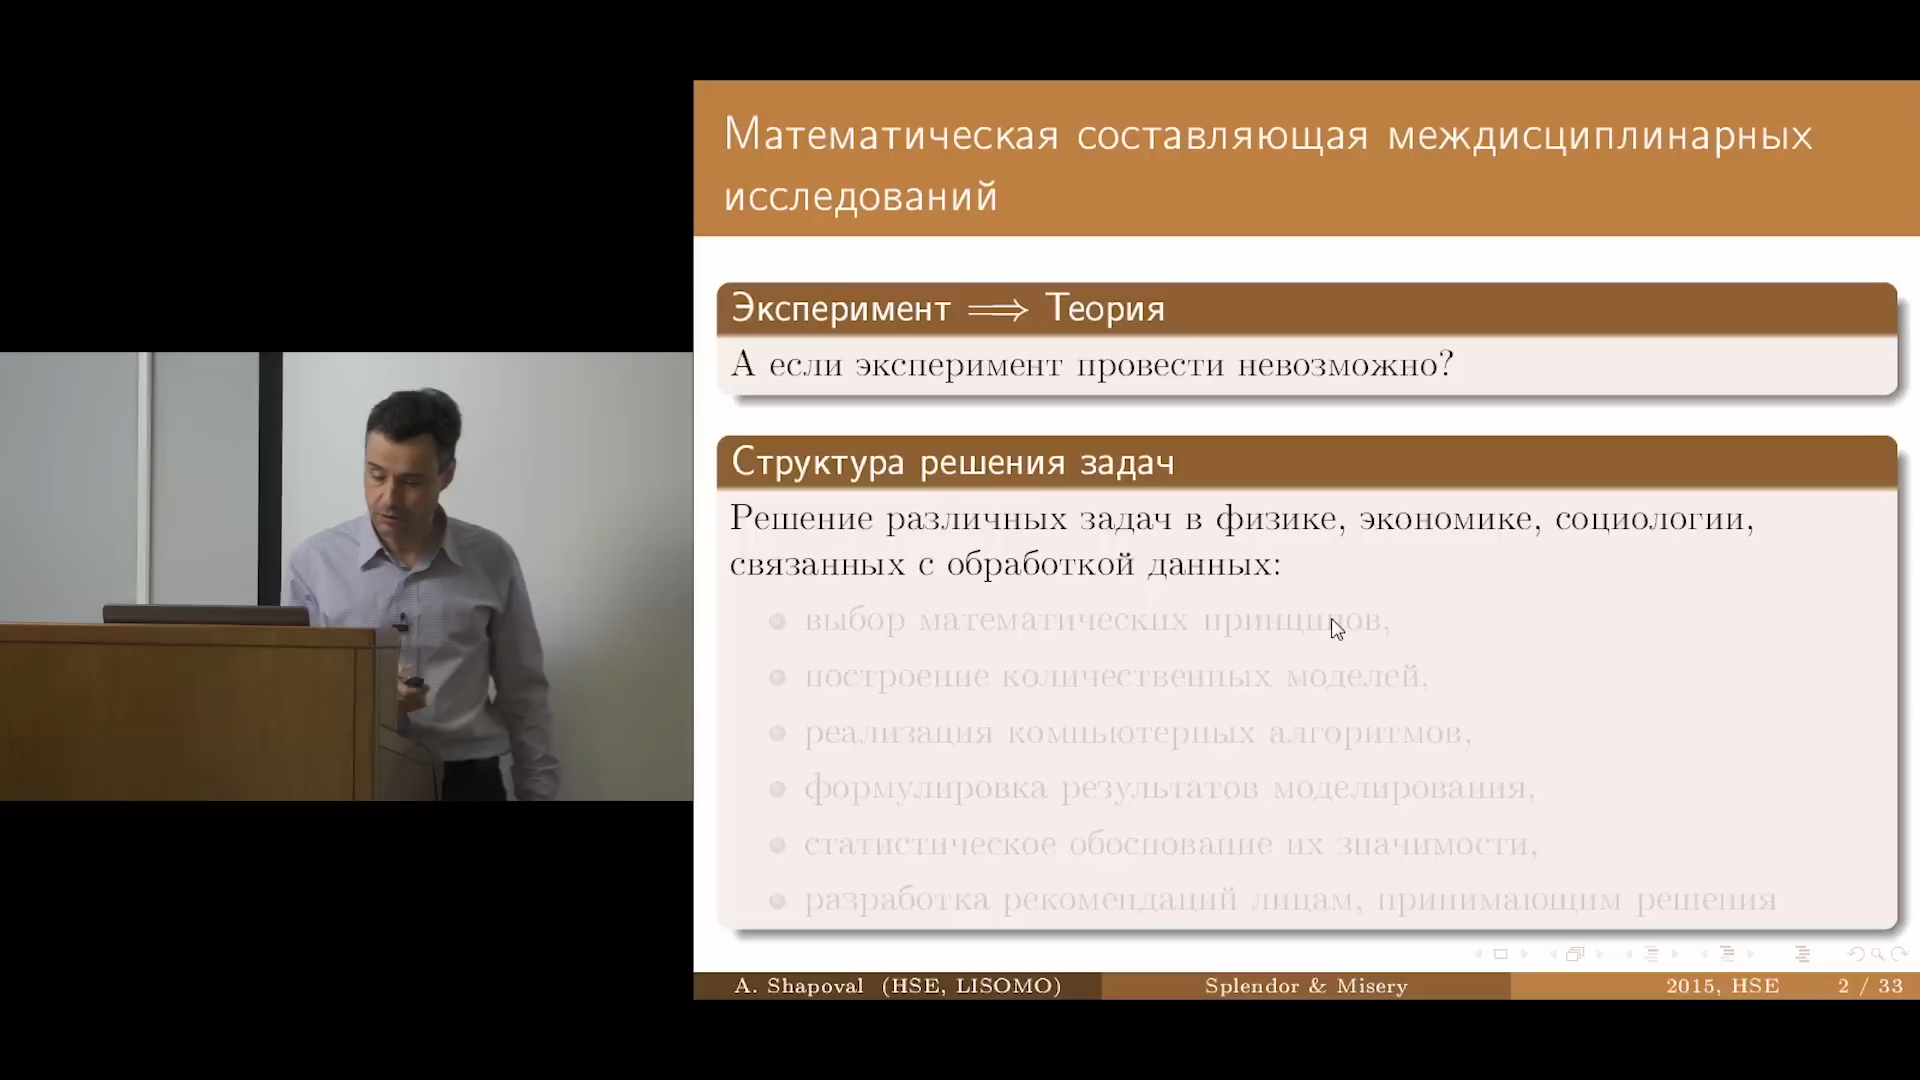 Математическая составляющая междисциплинарных
исследований
Эксперимент ⟹ Теория
А если эксперимент провести невозможно?
Структура решения задач
Решение различных задач в физике, экономике, социологии,
связанных с обработкой данных:
выбор математических принципов,
построение количественных моделей,
реализация компьютерных алгоритмов,
формулировка результатов моделирования,
статистическое обоснование их значимости,
разработка рекомендаций лицам, принимающим решения
A. Shapoval (HSE, LISOMO) Splendor & Misery 2015, HSE 2 / 33